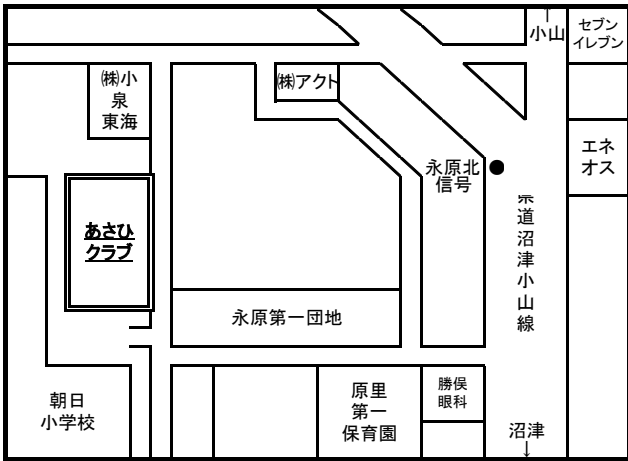 ↑
小山
セブン
イレブン
㈱小
泉
東海
㈱アクト
エネ
オス
永原北
信号
県道沼津小山線
あさひ
クラブ
永原第一団地
朝日
小学校
原里
第一
保育園
勝俣
眼科
沼津
↓